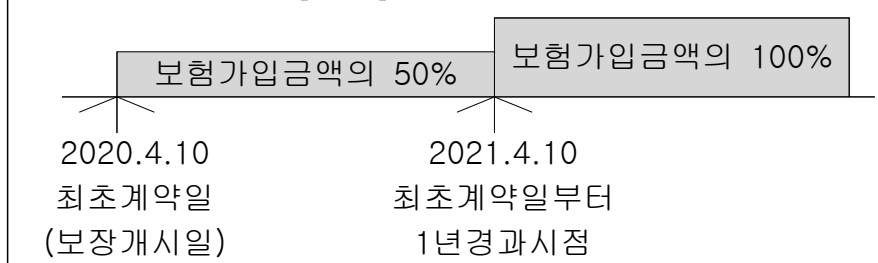 보험가입금액의 50%
보험가입금액의 100%
2020.4.10
최초계약일
(보장개시일)
2021.4.10
최초계약일부터
1년경과시점